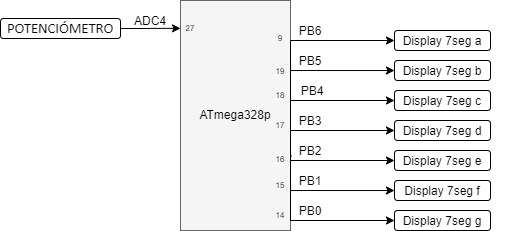 POTENCIÓMETRO
ADC4
27
ATmega328p
9
PB6
Display 7seg a
19
PB5
Display 7seg b
18
PB4
Display 7seg c
17
PB3
Display 7seg d
16
PB2
Display 7seg e
15
PB1
Display 7seg f
14
PB0
Display 7seg g